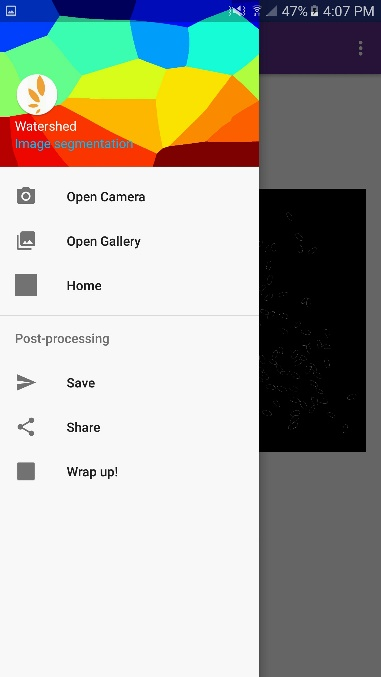 47% 4:07 PM
Watershed
Image segmentation
Open Camera
Open Gallery
Home
Post-processing
Save
Share
Wrap up!